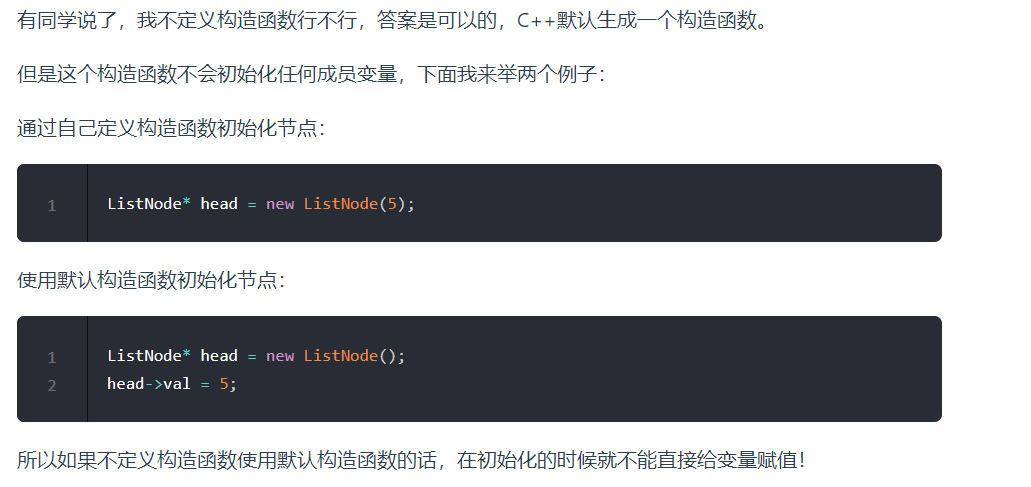 有同学说了，我不定义构造函数行不行，答案是可以的，C++默认生成一个构造函数。
但是这个构造函数不会初始化任何成员变量，下面我来举两个例子：
通过自己定义构造函数初始化节点：
1 ListNode* head = new ListNode(5);
使用默认构造函数初始化节点：
1 ListNode* head = new ListNode();
2 head->val = 5;
所以如果不定义构造函数使用默认构造函数的话，在初始化的时候就不能直接给变量赋值！